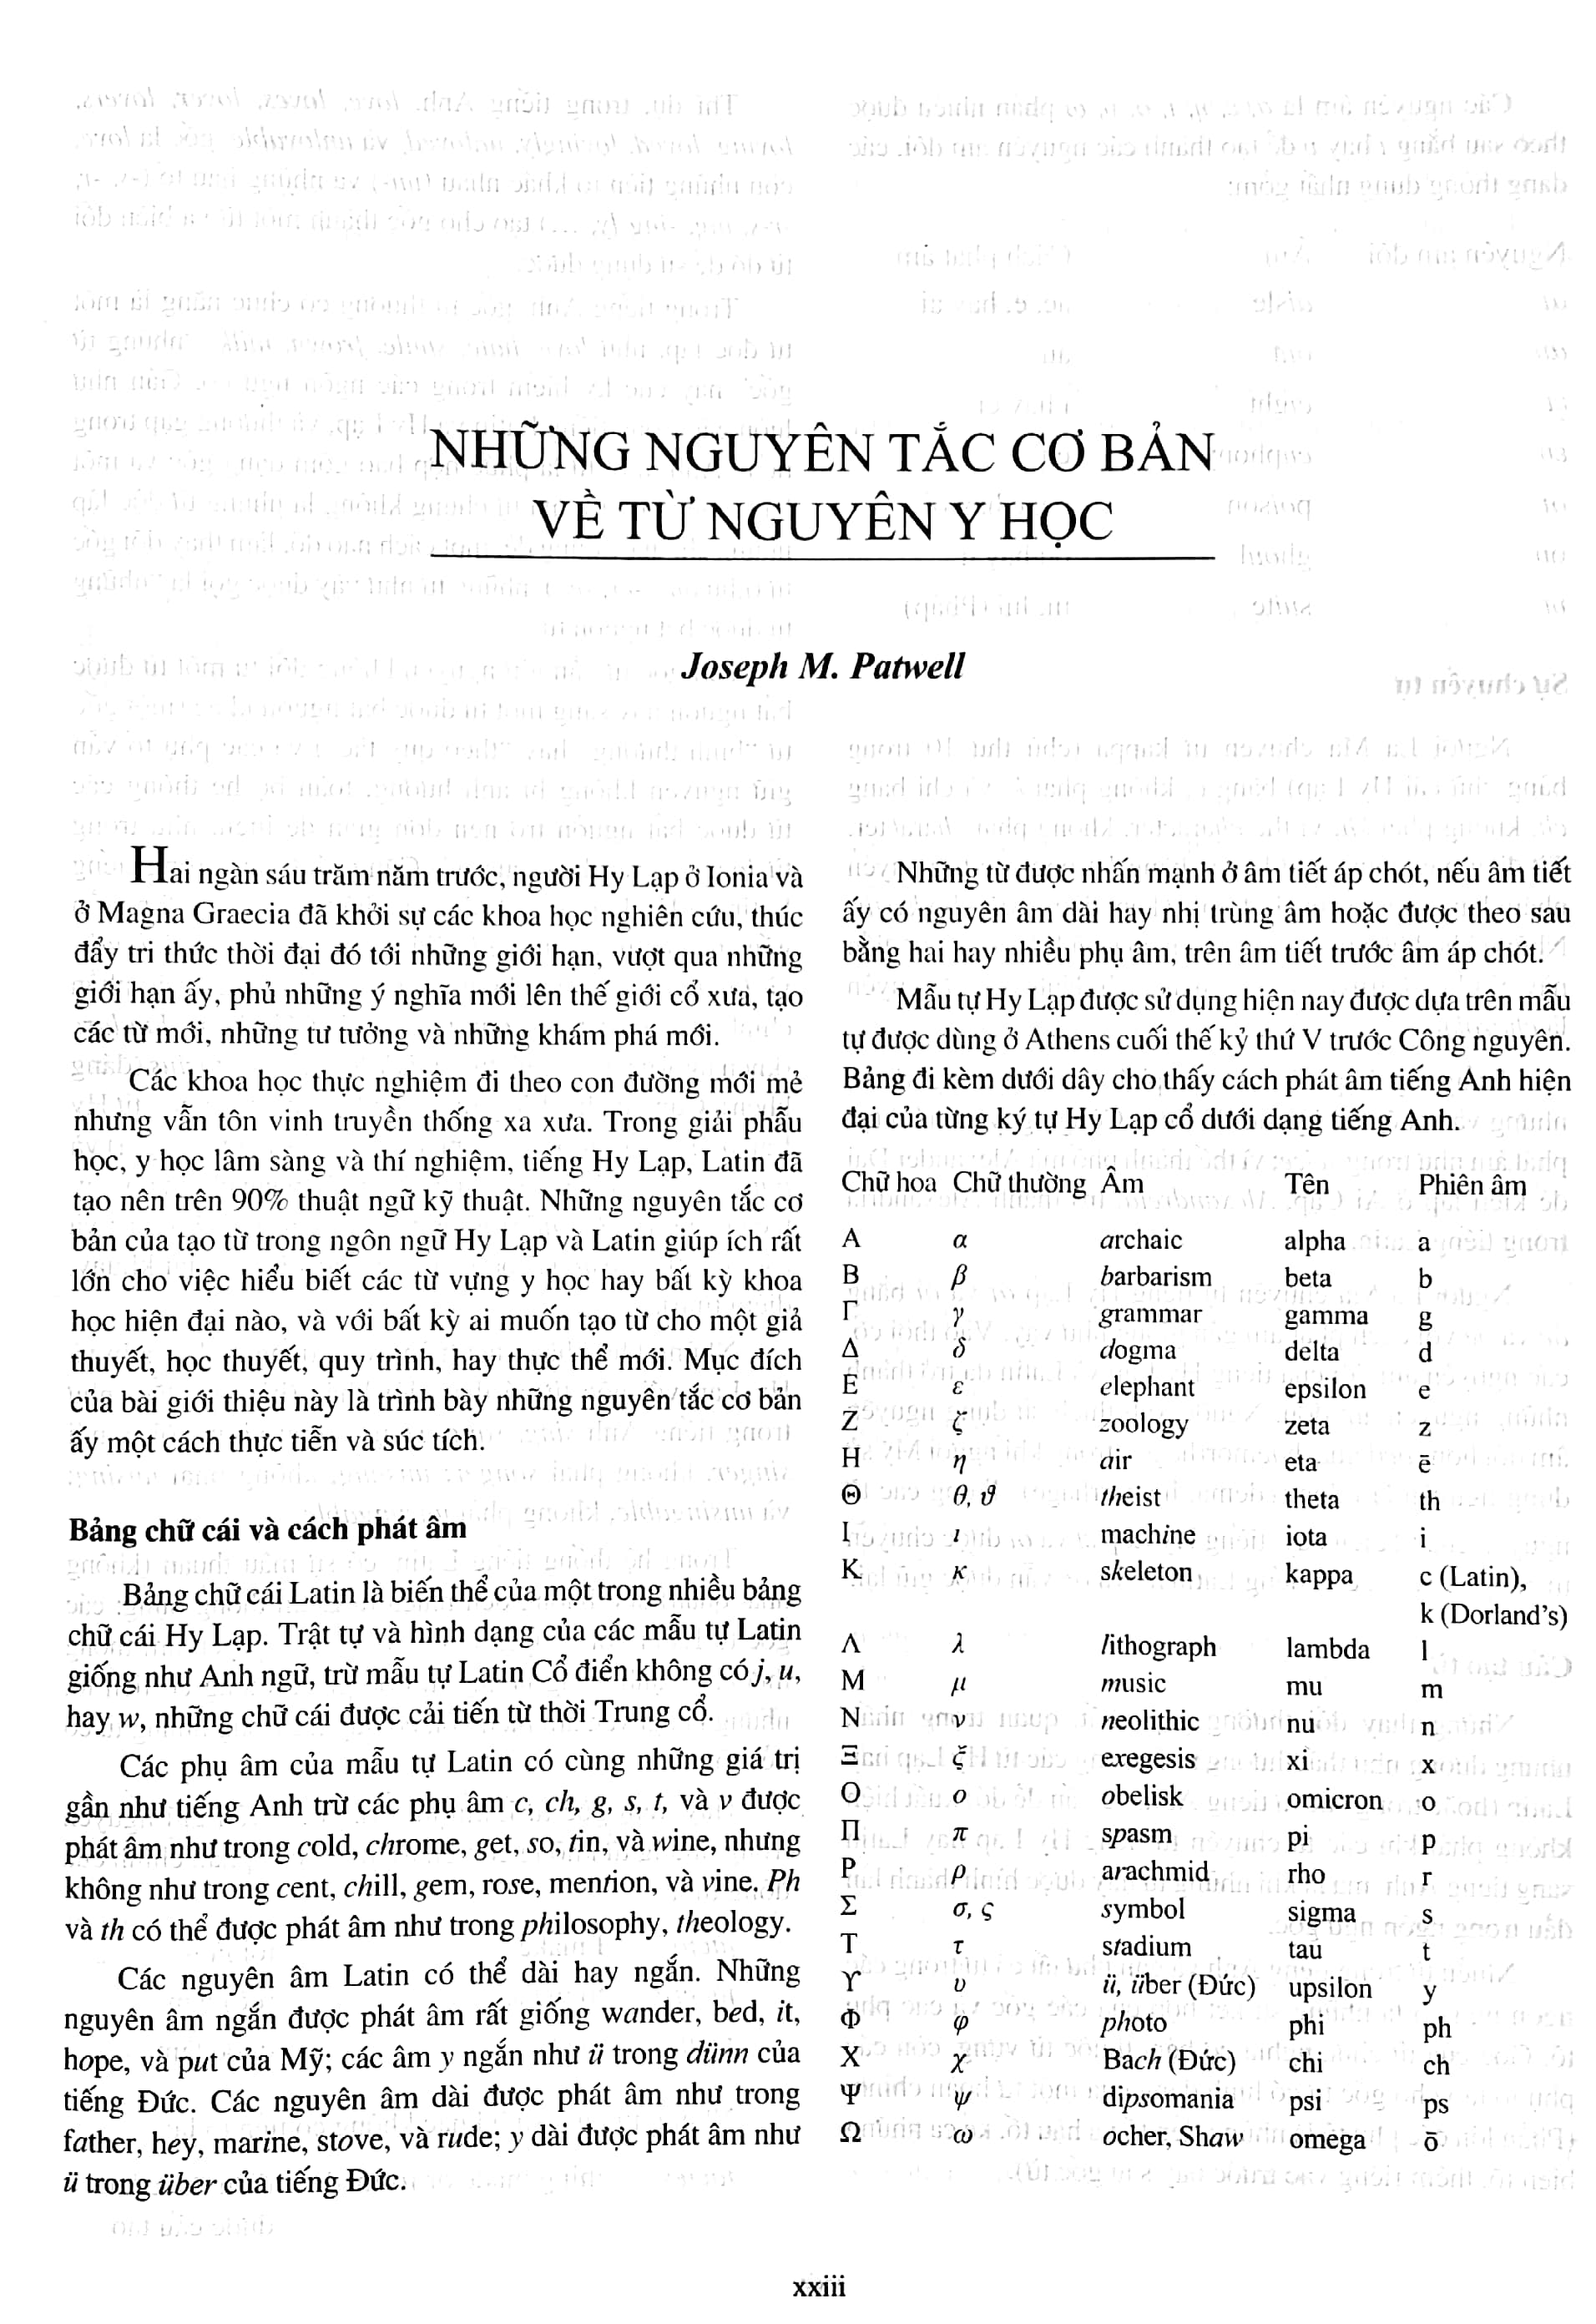 NHỮNG NGUYÊN TẮC CƠ BẢN
VỀ TỪ NGUYÊN Y HỌC
Joseph M. Patwell
Hai ngàn sáu trăm năm trước, người Hy Lạp ở Ionia và
ở Magna Graecia đã khởi sự các khoa học nghiên cứu, thúc
đẩy tri thức thời đại đó tới những giới hạn, vượt qua những
giới hạn ấy, phủ những ý nghĩa mới lên thế giới cổ xưa, tạo
các từ mới, những tư tưởng và những khám phá mới.
Các khoa học thực nghiệm đi theo con đường mới mẻ
nhưng vẫn tôn vinh truyền thống xa xưa. Trong giải phẫu
học, y học lâm sàng và thí nghiệm, tiếng Hy Lạp, Latin đã
tạo nên trên 90% thuật ngữ kỹ thuật. Những nguyên tắc cơ
bản của tạo từ trong ngôn ngữ Hy Lạp và Latin giúp ích rất
lớn cho việc hiểu biết các từ vựng y học hay bất kỳ khoa
học hiện đại nào, và với bất kỳ ai muốn tạo từ cho một giả
thuyết, học thuyết, quy trình, hay thực thể mới. Mục đích
của bài giới thiệu này là trình bày những nguyên tắc cơ bản
ấy một cách thực tiễn và súc tích.
Bảng chữ cái và cách phát âm
Bảng chữ cái Latin là biến thể của một trong nhiều bảng
chữ cái Hy Lạp. Trật tự và hình dạng của các mẫu tự Latin
giống như Anh ngữ, trừ mẫu tự Latin Cổ điển không có j, u,
hay w, những chữ cái được cải tiến từ thời Trung cổ.
Các phụ âm của mẫu tự Latin có cùng những giá trị
gần như tiếng Anh trừ các phụ âm c, ch, g, s, t, và v được
phát âm như trong cold, chrome, get, so, tin, và wine, nhưng
không như trong cent, chill, gem, rose, mention, và vine. Ph
và th có thể được phát âm như trong philosophy, theology.
Các nguyên âm Latin có thể dài hay ngắn. Những
nguyên âm ngắn được phát âm rất giống wander, bed, it,
hope, và put của Mỹ; các âm y ngắn như ü trong dünn của
tiếng Đức. Các nguyên âm dài được phát âm như trong
father, hey, marine, stove, và rude; y dài được phát âm như
ü trong über của tiếng Đức.
Những từ được nhấn mạnh ở âm tiết áp chót, nếu âm tiết
ấy có nguyên âm dài hay nhị trùng âm hoặc được theo sau
bằng hai hay nhiều phụ âm, trên âm tiết trước âm áp chót.
Mẫu tự Hy Lạp được sử dụng hiện nay được dựa trên mẫu
tự được dùng ở Athens cuối thế kỷ thứ V trước Công nguyên.
Bảng đi kèm dưới dây cho thấy cách phát âm tiếng Anh hiện
đại của từng ký tự Hy Lạp cổ dưới dạng tiếng Anh.
Chữ hoa Chữ thường Âm Tên Phiên âm
Α α archaic alpha a
Β β barbarism beta b
Γ γ grammar gamma g
Δ δ dogma delta d
Ε ε elephant epsilon e
Ζ ζ zoology zeta z
Η η air eta ē
Θ θ, ϑ theist theta th
Ι ι machine iota i
Κ κ skeleton kappa c (Latin),
k (Dorland's)
Λ λ lithograph lambda l
Μ μ music mu m
Ν ν neolithic nu n
Ξ ξ exegesis xi x
Ο ο obelisk omicron o
Π π spasm pi p
Ρ ρ arachmid rho r
Σ σ, ς symbol sigma s
Τ τ stadium tau t
ϒ υ ü, über (Đức) upsilon y
Φ φ photo phi ph
Χ χ Bach (Đức) chi ch
Ψ ψ dipsomania psi ps
Ω ω ocher, Shaw omega ō
xxiii